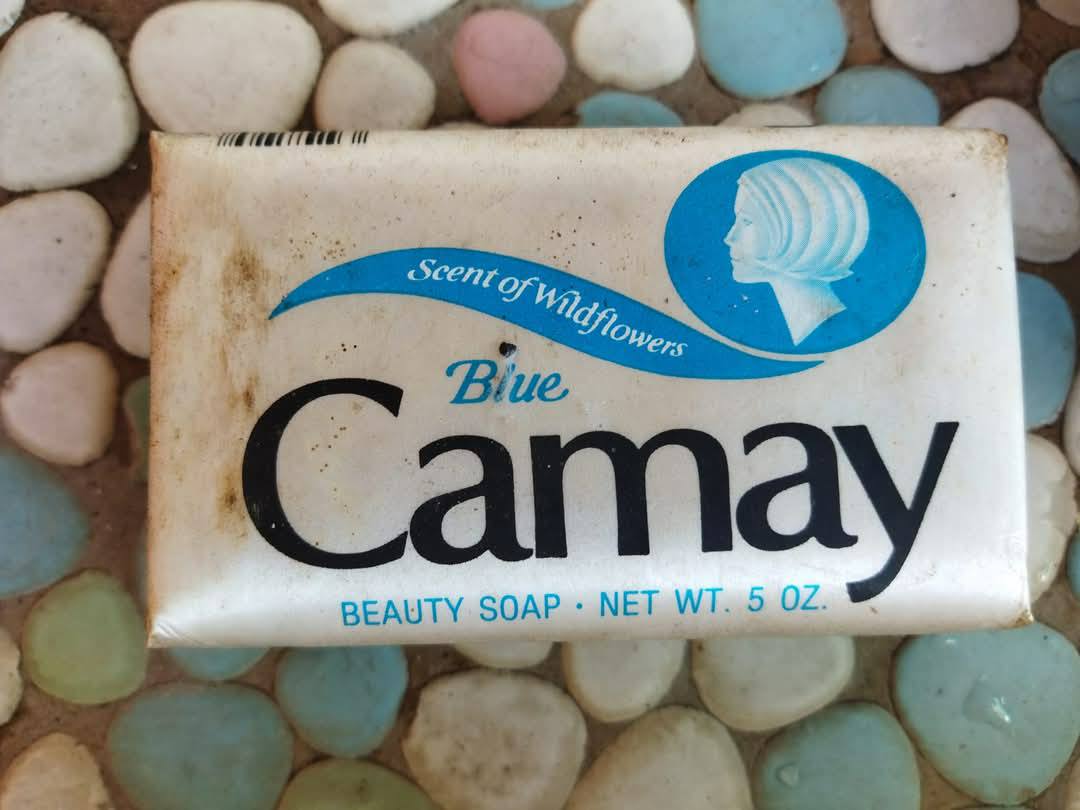 Scent of Wildflowers
Blue
Camay
BEAUTY SOAP · NET WT. 5 OZ.